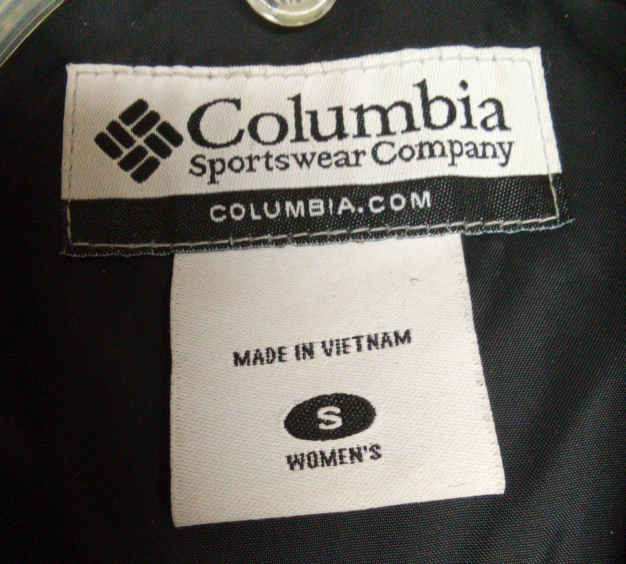 Columbia
Sportswear Company
COLUMBIA.COM
MADE IN VIETNAM
S
WOMEN'S